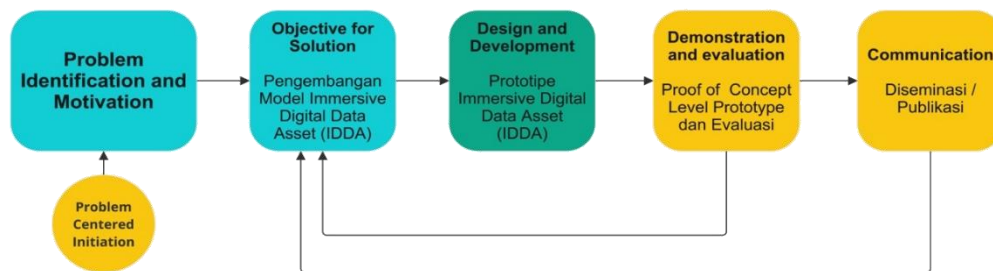 Problem
Identification and
Motivation
Objective for
Solution
Pengembangan
Model Immersive
Digital Data
Asset (IDDA)
Design and
Development
Prototipe
Immersive Digital
Data Asset
(IDDA)
Demonstration
and evaluation
Proof of Concept
Level Prototype
dan Evaluasi
Communication
Diseminasi /
Publikasi
Problem
Centered
Initiation